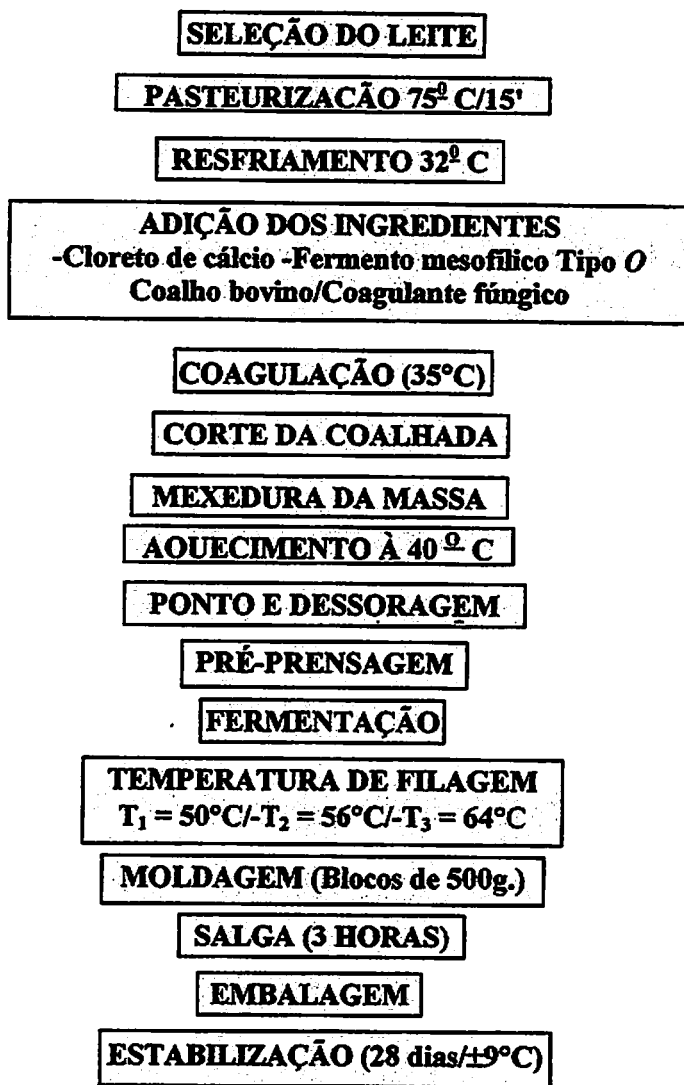 SELEÇÃO DO LEITE
PASTEURIZACÃO 75º C/15'
RESFRIAMENTO 32º C
ADIÇÃO DOS INGREDIENTES
-Cloreto de cálcio -Fermento mesofílico Tipo O
Coalho bovino/Coagulante fúngico
COAGULAÇÃO (35°C)
CORTE DA COALHADA
MEXEDURA DA MASSA
AQUECIMENTO À 40 º C
PONTO E DESSORAGEM
PRÉ-PRENSAGEM
FERMENTAÇÃO
TEMPERATURA DE FILAGEM
T₁ = 50°C/-T₂ = 56°C/-T₃ = 64°C
MOLDAGEM (Blocos de 500g.)
SALGA (3 HORAS)
EMBALAGEM
ESTABILIZAÇÃO (28 dias/±9°C)